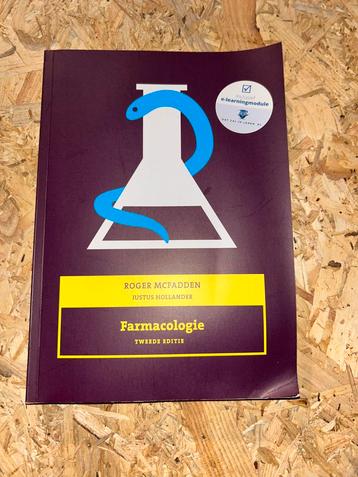 e-learningmodule
ROGER MCFADDEN
JUSTUS HOLLANDER
Farmacologie
TWEEDE EDITIE